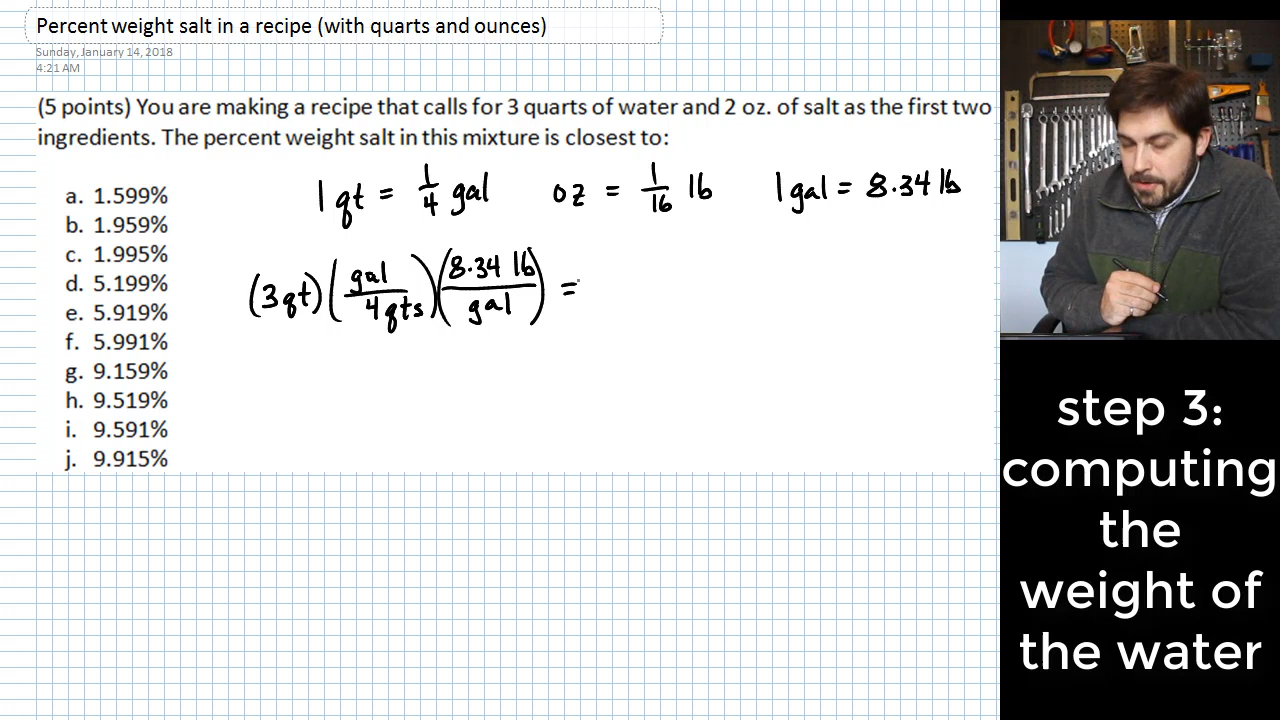 Percent weight salt in a recipe (with quarts and ounces)
Sunday, January 14, 2018
4:21 AM
(5 points) You are making a recipe that calls for 3 quarts of water and 2 oz. of salt as the first two
ingredients. The percent weight salt in this mixture is closest to:
1 qt = 1/4 gal oz = 1/16 lb 1 gal = 8.34 lb
(3qt)(gal/4qts)(8.34 lb/gal) =
a. 1.599%
b. 1.959%
c. 1.995%
d. 5.199%
e. 5.919%
f. 5.991%
g. 9.159%
h. 9.519%
i. 9.591%
j. 9.915%
step 3:
computing
the
weight of
the water